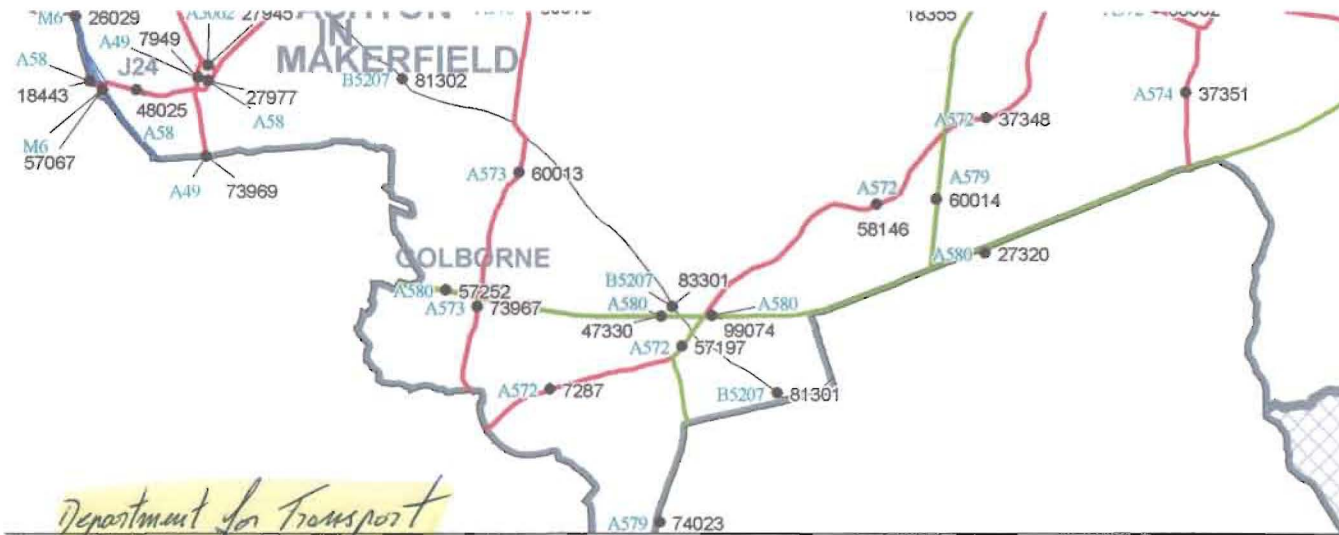 M6
26029
27945
18355
A49
7949
IN
MAKERFIELD
A58
J24
B5207
81302
18443
48025
27977
A574
37351
A58
A58
M6
57067
A572
37348
A49
73969
A573
60013
A572
A579
60014
58146
GOLBORNE
A580
27320
B5207
83301
A580
57252
A580
A580
A573
73967
47330
99074
A572
57197
A572
7287
B5207
81301
Department for Transport
A579
74023